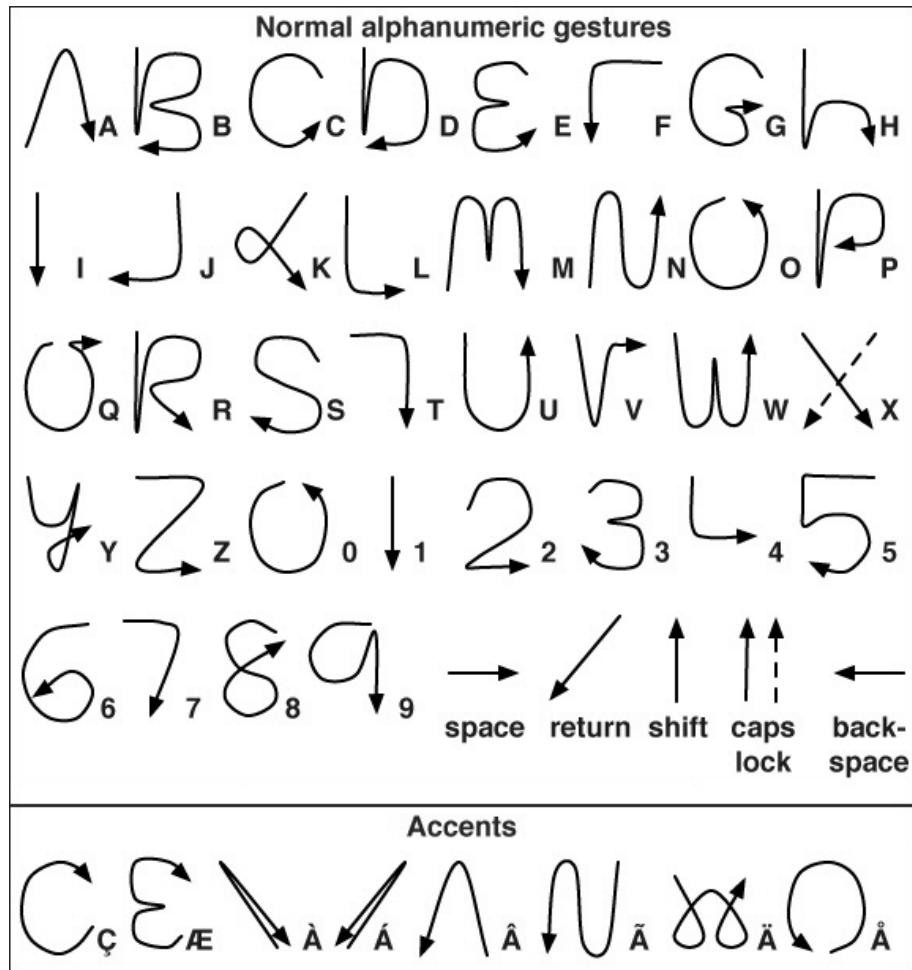 Normal alphanumeric gestures
A B C D E F G H
I J K L M N O P
Q R S T U V W X
Y Z 0 1 2 3 4 5
6 7 8 9
space return shift caps lock back-space
Accents
Ç Æ À Á Â Ã Ä Å